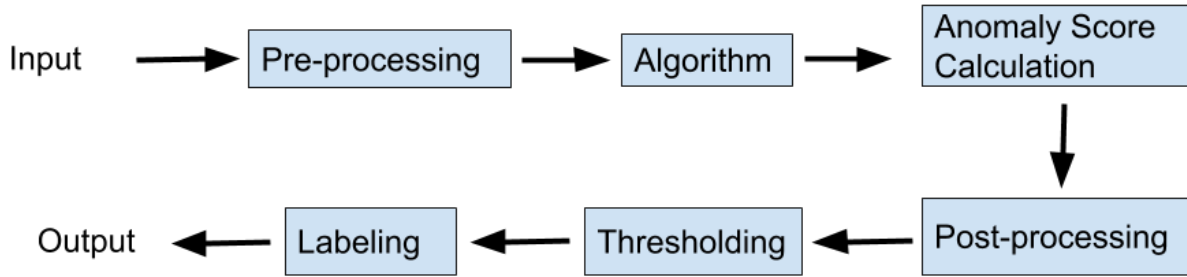 Input
Pre-processing
Algorithm
Anomaly Score
Calculation
Post-processing
Thresholding
Labeling
Output